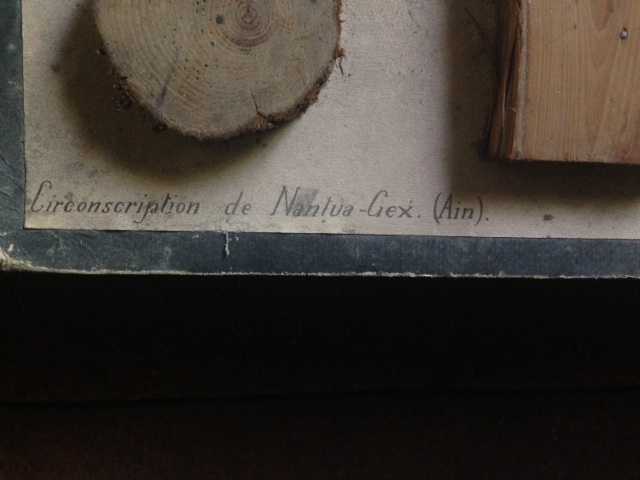 Circonscription de Nantua-Gex. (Ain).